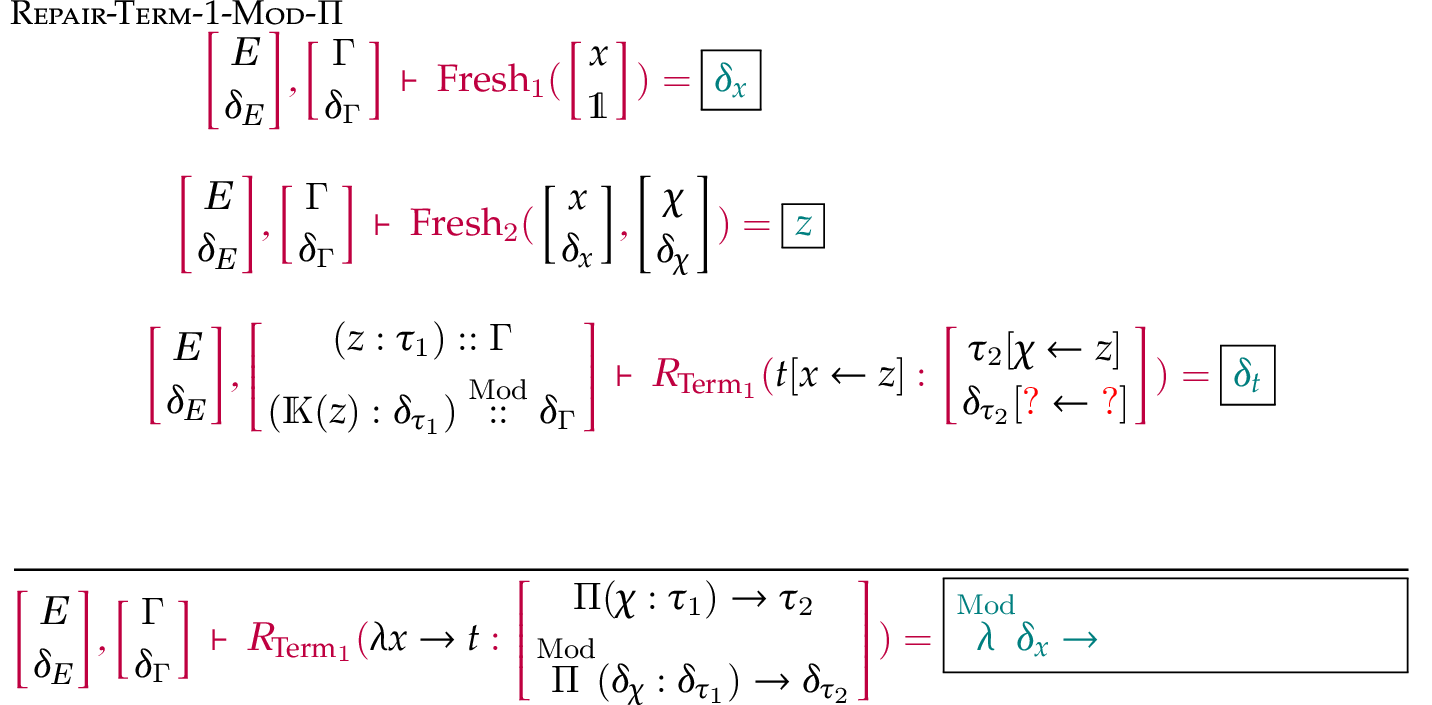 Repair-Term-1-Mod-Π
[E δ_E], [Γ δ_Γ] ⊢ Fresh₁([x 𝟙]) = δ_x
[E δ_E], [Γ δ_Γ] ⊢ Fresh₂([x δ_x], [χ δ_χ]) = z
[E δ_E], [(z : τ₁) :: Γ (𝕂(z) : δ_τ₁) ::^Mod δ_Γ] ⊢ R_Term₁(t[x ← z] : [τ₂[χ ← z] δ_τ₂[? ← ?]]) = δ_t
[E δ_E], [Γ δ_Γ] ⊢ R_Term₁(λx → t : [Π(χ : τ₁) → τ₂ Π^Mod(δ_χ : δ_τ₁) → δ_τ₂]) = λ^Mod δ_x →